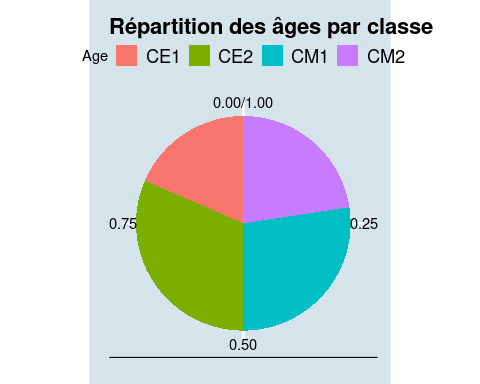 Répartition des âges par classe
Age CE1 CE2 CM1 CM2
0.00/1.00
0.75 0.25
0.50